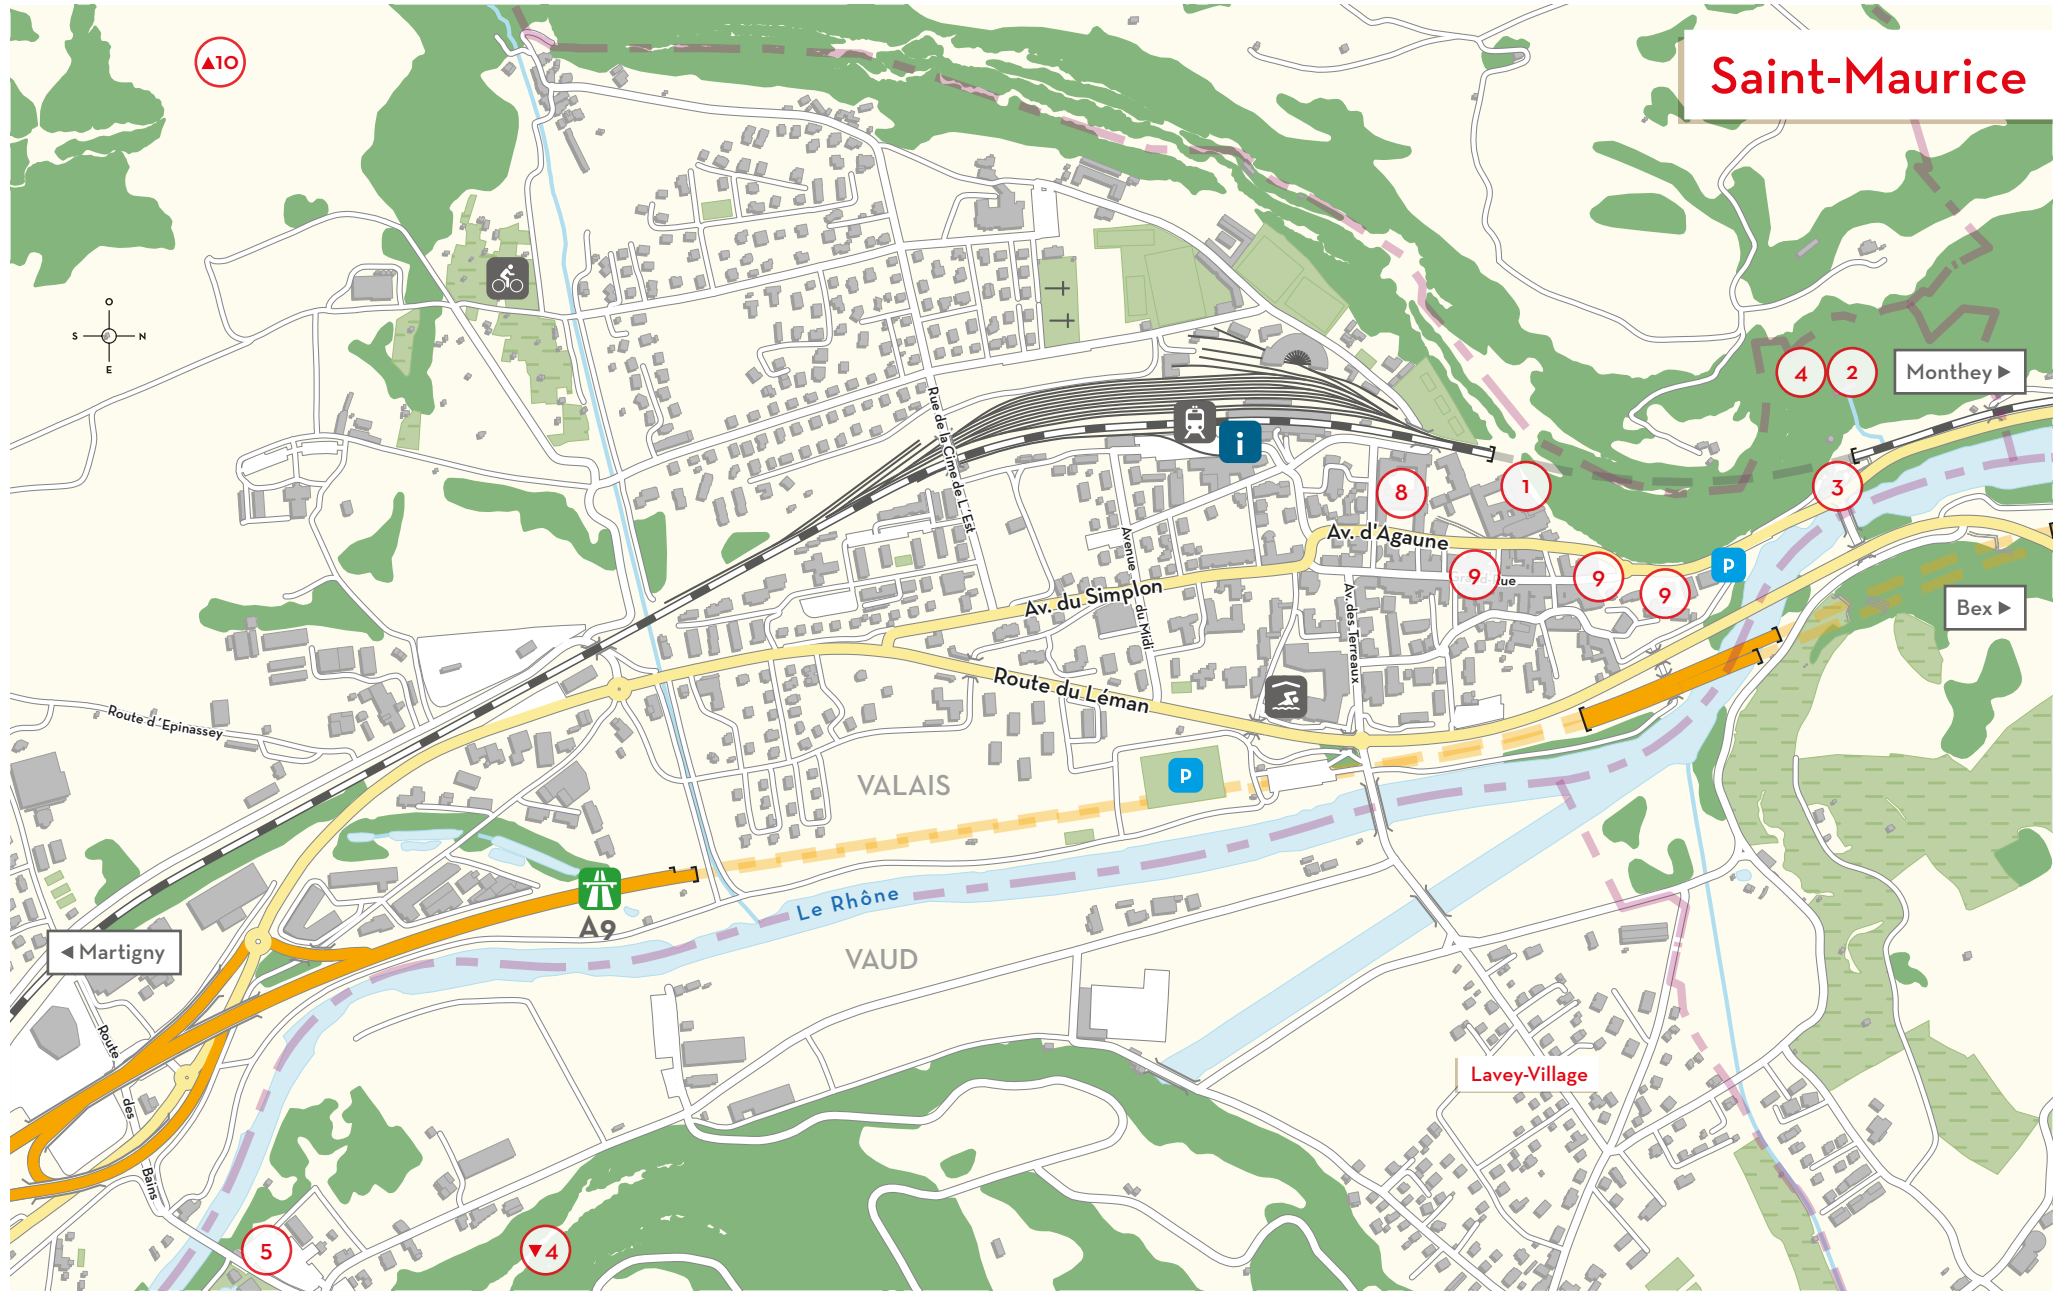 Saint-Maurice
▲10
O
S N
E
4
2
Monthey ▶
Rue de la Cime de L'Est
i
8
1
3
Avenue du Midi
Av. d'Agaune
9
Grand-Rue
9
9
P
Av. du Simplon
Av. des Terreaux
Bex ▶
Route d'Epinassey
Route du Léman
VALAIS
P
A9
Le Rhône
◀ Martigny
VAUD
Route des Bains
Lavey-Village
5
▼4